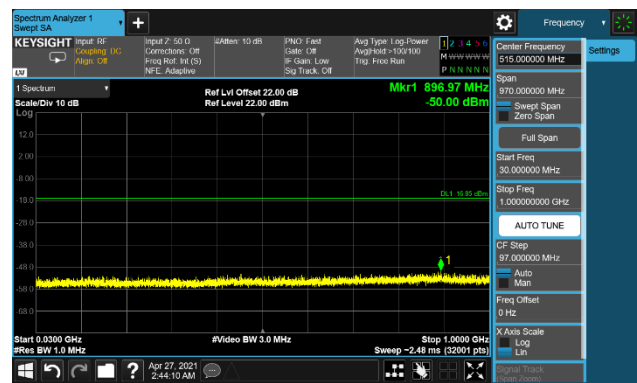 Spectrum Analyzer 1
Swept SA
Frequency
KEYSIGHT
Input: RF
Coupling: DC
Align: Off
Input Z: 50 Ω
Corrections: Off
Freq Ref: Int (S)
NFE: Adaptive
#Atten: 10 dB
PNO: Fast
Gate: Off
IF Gain: Low
Sig Track: Off
Avg Type: Log-Power
Avg|Hold:>100/100
Trig: Free Run
1 2 3 4 5 6
M W W W W W
P N N N N N
LXI
1 Spectrum
Scale/Div 10 dB
Log
Ref Lvl Offset 22.00 dB
Ref Level 22.00 dBm
Mkr1 896.97 MHz
-50.00 dBm
12.0
2.00
-8.00
-18.0
-28.0
-38.0
-48.0
-58.0
-68.0
1
Start 0.0300 GHz
#Res BW 1.0 MHz
#Video BW 3.0 MHz
Stop 1.0000 GHz
Sweep ~2.48 ms (32001 pts)
Center Frequency
515.000000 MHz
Settings
Span
970.000000 MHz
Swept Span
Zero Span
Full Span
Start Freq
30.000000 MHz
Stop Freq
1.000000000 GHz
AUTO TUNE
CF Step
97.000000 MHz
Auto
Man
Freq Offset
0 Hz
X Axis Scale
Log
Lin
Signal Track
(Span Zoom)
?
Apr 27, 2021
2:44:10 AM